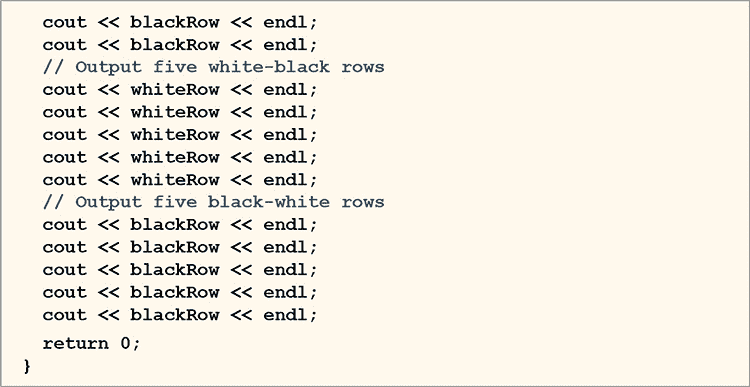 cout << blackRow << endl;
cout << blackRow << endl;
// Output five white-black rows
cout << whiteRow << endl;
cout << whiteRow << endl;
cout << whiteRow << endl;
cout << whiteRow << endl;
cout << whiteRow << endl;
// Output five black-white rows
cout << blackRow << endl;
cout << blackRow << endl;
cout << blackRow << endl;
cout << blackRow << endl;
cout << blackRow << endl;
return 0;
}